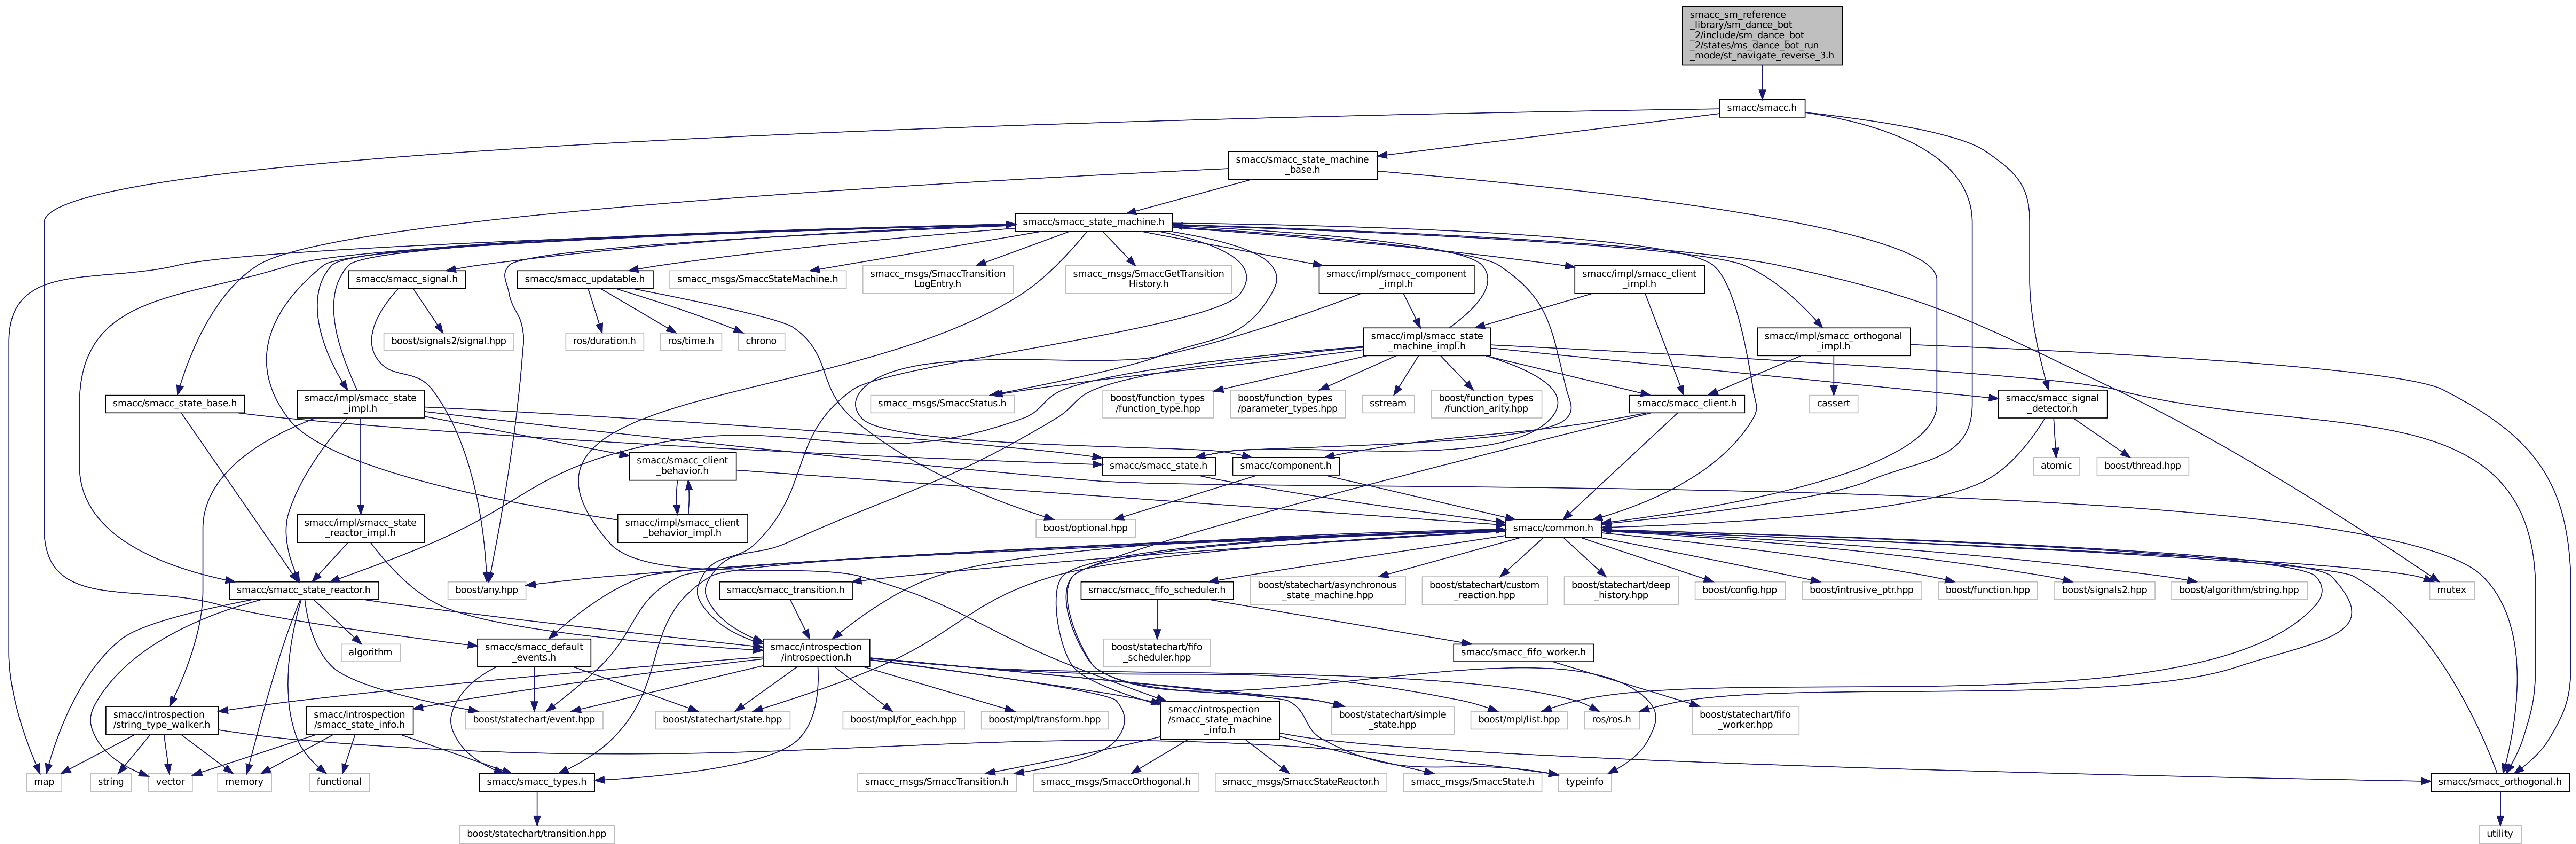 smacc_sm_reference
_library/sm_dance_bot
_2/include/sm_dance_bot
_2/states/ms_dance_bot_run
_mode/st_navigate_reverse_3.h
smacc/smacc.h
smacc/smacc_state_machine
_base.h
smacc/smacc_state_machine.h
smacc/smacc_signal.h
smacc/smacc_updatable.h
smacc_msgs/SmaccStateMachine.h
smacc_msgs/SmaccTransition
LogEntry.h
smacc_msgs/SmaccGetTransition
History.h
smacc/impl/smacc_component
_impl.h
smacc/impl/smacc_client
_impl.h
boost/signals2/signal.hpp
ros/duration.h
ros/time.h
chrono
smacc/impl/smacc_state
_machine_impl.h
smacc/impl/smacc_orthogonal
_impl.h
smacc/smacc_state_base.h
smacc/impl/smacc_state
_impl.h
smacc_msgs/SmaccStatus.h
boost/function_types
/function_type.hpp
boost/function_types
/parameter_types.hpp
sstream
boost/function_types
/function_arity.hpp
smacc/smacc_client.h
cassert
smacc/smacc_signal
_detector.h
smacc/smacc_client
_behavior.h
smacc/smacc_state.h
smacc/component.h
atomic
boost/thread.hpp
smacc/impl/smacc_state
_reactor_impl.h
smacc/impl/smacc_client
_behavior_impl.h
boost/optional.hpp
smacc/common.h
smacc/smacc_state_reactor.h
boost/any.hpp
smacc/smacc_transition.h
smacc/smacc_fifo_scheduler.h
boost/statechart/asynchronous
_state_machine.hpp
boost/statechart/custom
_reaction.hpp
boost/statechart/deep
_history.hpp
boost/config.hpp
boost/intrusive_ptr.hpp
boost/function.hpp
boost/signals2.hpp
boost/algorithm/string.hpp
mutex
algorithm
smacc/smacc_default
_events.h
smacc/introspection
/introspection.h
boost/statechart/fifo
_scheduler.hpp
smacc/smacc_fifo_worker.h
smacc/introspection
/string_type_walker.h
smacc/introspection
/smacc_state_info.h
boost/statechart/event.hpp
boost/statechart/state.hpp
boost/mpl/for_each.hpp
boost/mpl/transform.hpp
smacc/introspection
/smacc_state_machine
_info.h
boost/statechart/simple
_state.hpp
boost/mpl/list.hpp
ros/ros.h
boost/statechart/fifo
_worker.hpp
map
string
vector
memory
functional
smacc/smacc_types.h
smacc_msgs/SmaccTransition.h
smacc_msgs/SmaccOrthogonal.h
smacc_msgs/SmaccStateReactor.h
smacc_msgs/SmaccState.h
typeinfo
smacc/smacc_orthogonal.h
boost/statechart/transition.hpp
utility